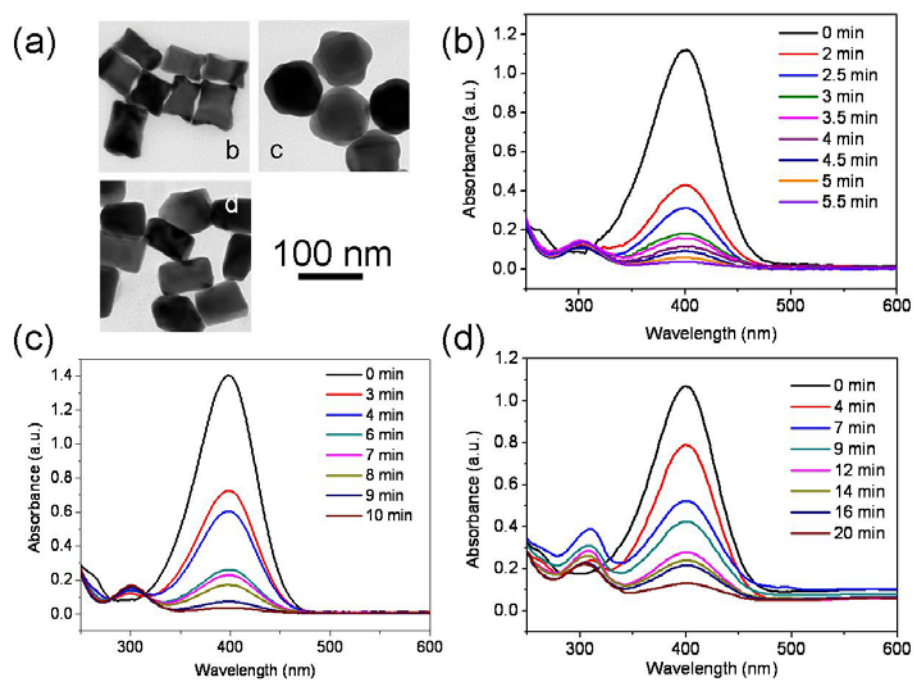 (a)
b
c
d
100 nm
(b)
Absorbance (a.u.)
1.2
1.0
0.8
0.6
0.4
0.2
0.0
300
400
500
600
Wavelength (nm)
0 min
2 min
2.5 min
3 min
3.5 min
4 min
4.5 min
5 min
5.5 min
(c)
Absorbance (a.u.)
1.4
1.2
1.0
0.8
0.6
0.4
0.2
0.0
300
400
500
600
Wavelength (nm)
0 min
3 min
4 min
6 min
7 min
8 min
9 min
10 min
(d)
Absorbance (a.u.)
1.2
1.0
0.8
0.6
0.4
0.2
0.0
300
400
500
600
Wavelength (nm)
0 min
4 min
7 min
9 min
12 min
14 min
16 min
20 min